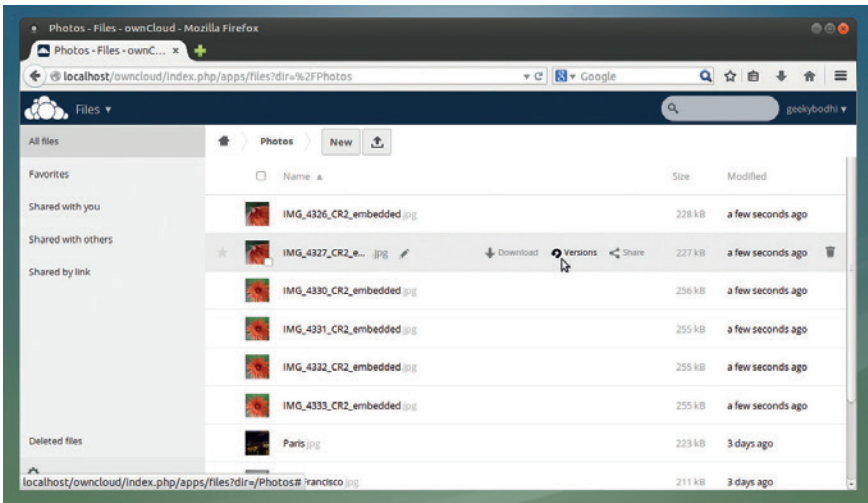 Photos - Files - ownCloud - Mozilla Firefox
Photos - Files - ownC... x
localhost/owncloud/index.php/apps/files?dir=%2FPhotos
Google
Files
geekybodhi
All files
Photos
New
Favorites
Name
Size
Modified
Shared with you
IMG_4326_CR2_embedded.jpg
228 kB
a few seconds ago
Shared with others
IMG_4327_CR2_e... .jpg
Download
Versions
Share
227 kB
a few seconds ago
Shared by link
IMG_4330_CR2_embedded.jpg
256 kB
a few seconds ago
IMG_4331_CR2_embedded.jpg
255 kB
a few seconds ago
IMG_4332_CR2_embedded.jpg
255 kB
a few seconds ago
IMG_4333_CR2_embedded.jpg
255 kB
a few seconds ago
Deleted files
Paris.jpg
223 kB
3 days ago
localhost/owncloud/index.php/apps/files?dir=/Photos#
Francisco.jpg
211 kB
3 days ago